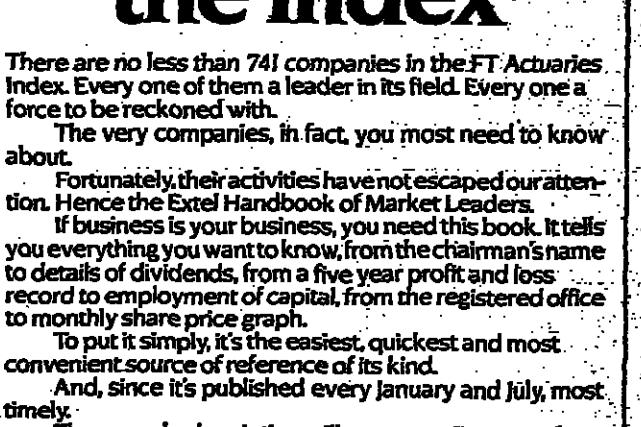 the Index
There are no less than 741 companies in the FT Actuaries
Index. Every one of them a leader in its field. Every one a
force to be reckoned with.
The very companies, in fact, you most need to know
about.
Fortunately, their activities have not escaped our atten-
tion. Hence the Extel Handbook of Market Leaders.
If business is your business, you need this book. It tells
you everything you want to know, from the chairman's name
to details of dividends, from a five year profit and loss
record to employment of capital, from the registered office
to monthly share price graph.
To put it simply, it's the easiest, quickest and most
convenient source of reference of its kind.
And, since it's published every January and July, most
timely.